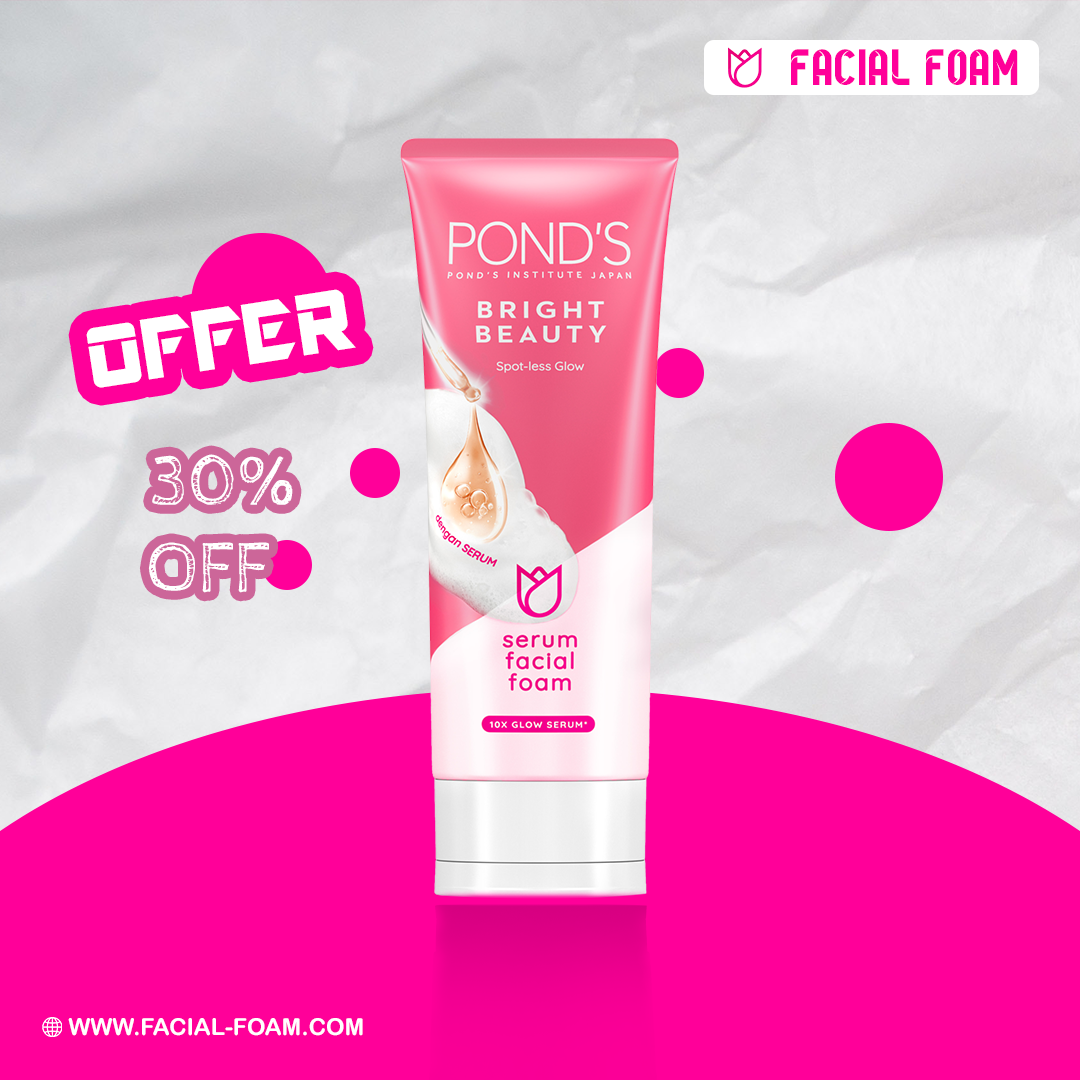 FACIAL FOAM
OFFER
30%
OFF
POND'S
POND'S INSTITUTE JAPAN
BRIGHT
BEAUTY
Spot-less Glow
dengan SERUM
serum
facial
foam
10X GLOW SERUM*
WWW.FACIAL-FOAM.COM